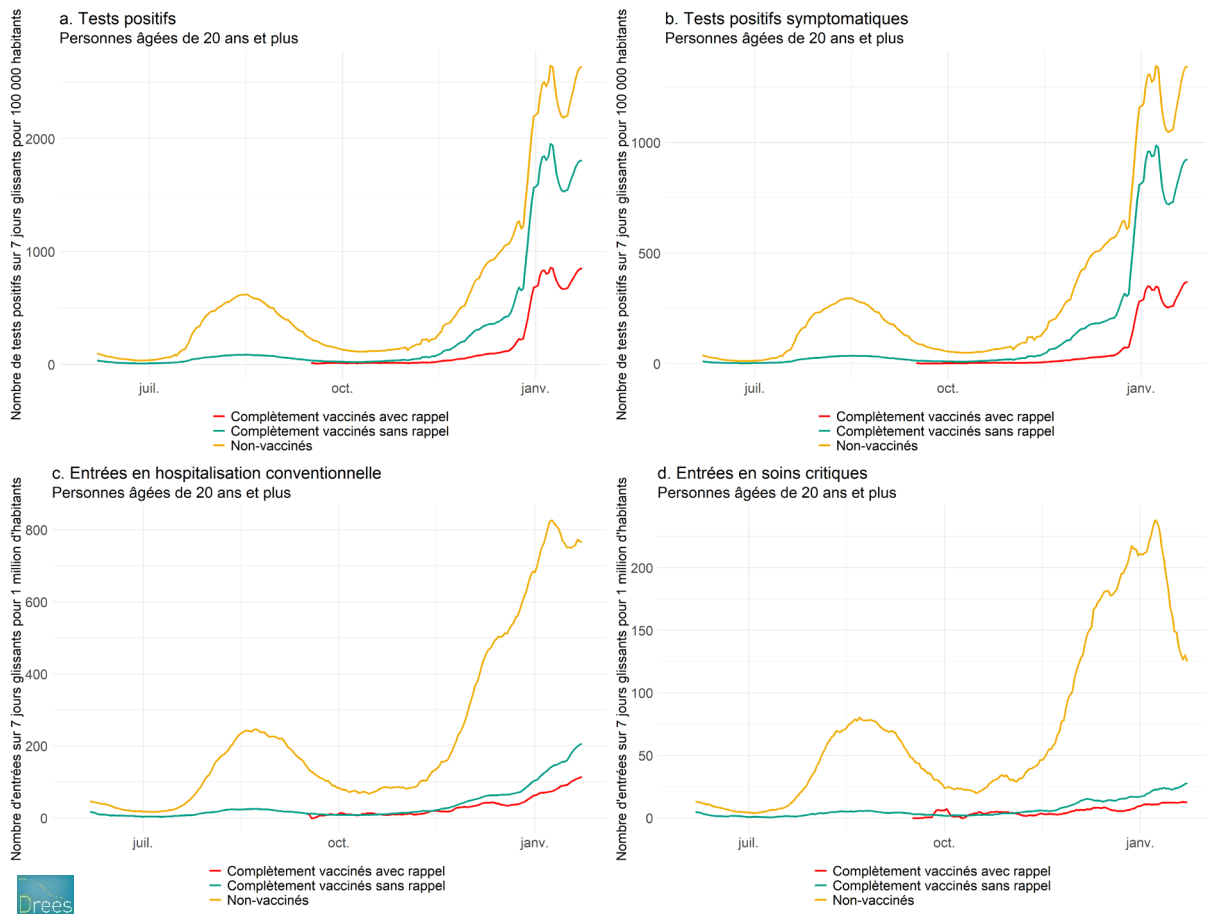 a. Tests positifs
Personnes âgées de 20 ans et plus
Nombre de tests positifs sur 7 jours glissants pour 100 000 habitants
2000
1000
0
juil.
oct.
janv.
Complètement vaccinés avec rappel
Complètement vaccinés sans rappel
Non-vaccinés
b. Tests positifs symptomatiques
Personnes âgées de 20 ans et plus
Nombre de tests positifs sur 7 jours glissants pour 100 000 habitants
1000
500
0
juil.
oct.
janv.
Complètement vaccinés avec rappel
Complètement vaccinés sans rappel
Non-vaccinés
c. Entrées en hospitalisation conventionnelle
Personnes âgées de 20 ans et plus
Nombre d'entrées sur 7 jours glissants pour 1 million d'habitants
800
600
400
200
0
juil.
oct.
janv.
Complètement vaccinés avec rappel
Complètement vaccinés sans rappel
Non-vaccinés
d. Entrées en soins critiques
Personnes âgées de 20 ans et plus
Nombre d'entrées sur 7 jours glissants pour 1 million d'habitants
200
150
100
50
0
juil.
oct.
janv.
Complètement vaccinés avec rappel
Complètement vaccinés sans rappel
Non-vaccinés
Drees